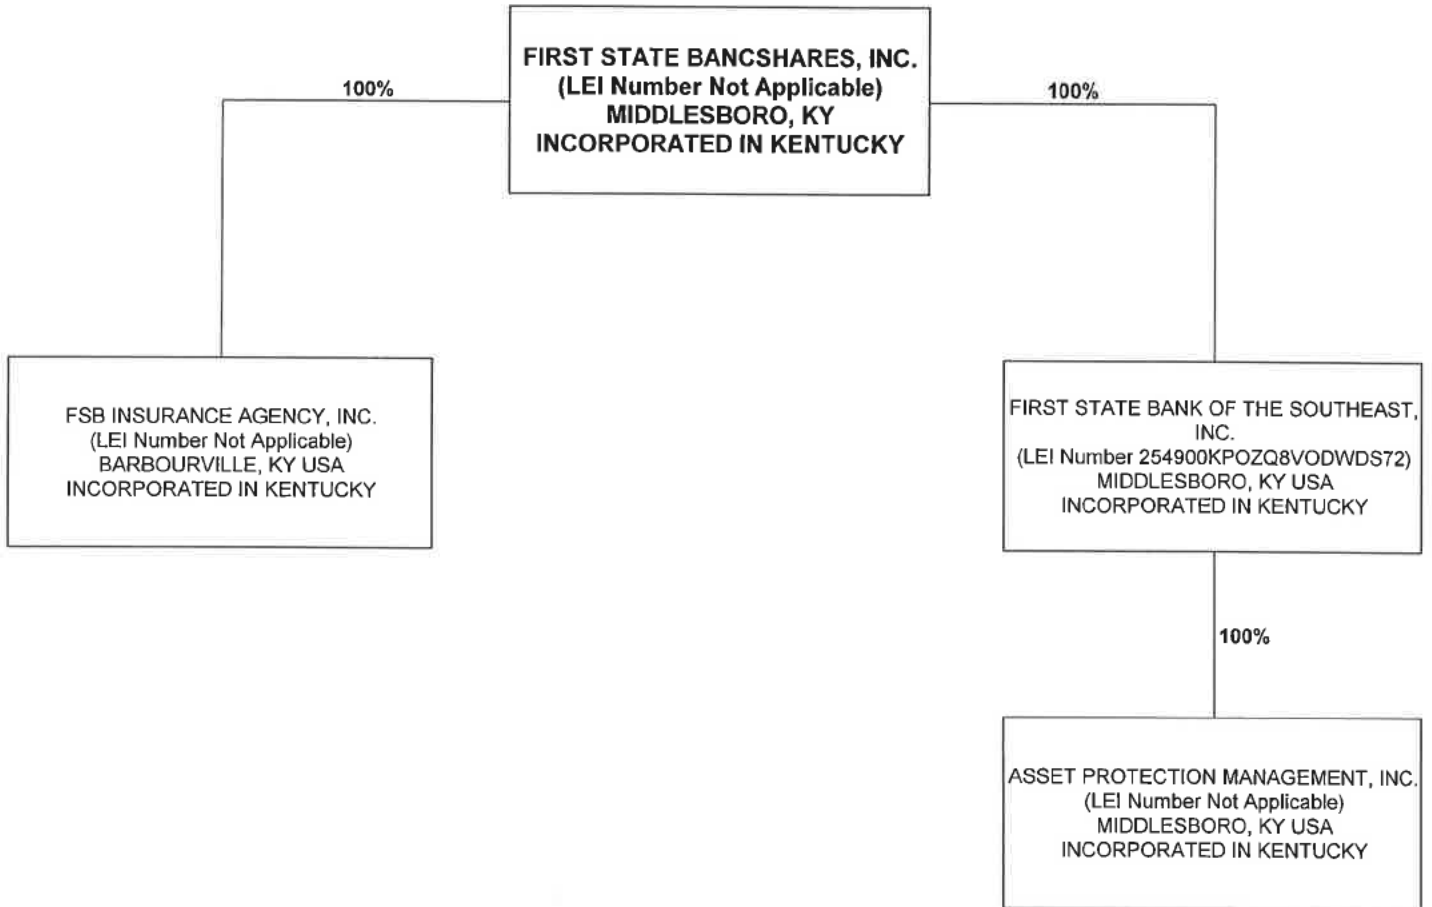 FIRST STATE BANCSHARES, INC.
(LEI Number Not Applicable)
MIDDLESBORO, KY
INCORPORATED IN KENTUCKY
100%
100%
FSB INSURANCE AGENCY, INC.
(LEI Number Not Applicable)
BARBOURVILLE, KY USA
INCORPORATED IN KENTUCKY
FIRST STATE BANK OF THE SOUTHEAST,
INC.
(LEI Number 254900KPOZQ8VODWDS72)
MIDDLESBORO, KY USA
INCORPORATED IN KENTUCKY
100%
ASSET PROTECTION MANAGEMENT, INC.
(LEI Number Not Applicable)
MIDDLESBORO, KY USA
INCORPORATED IN KENTUCKY